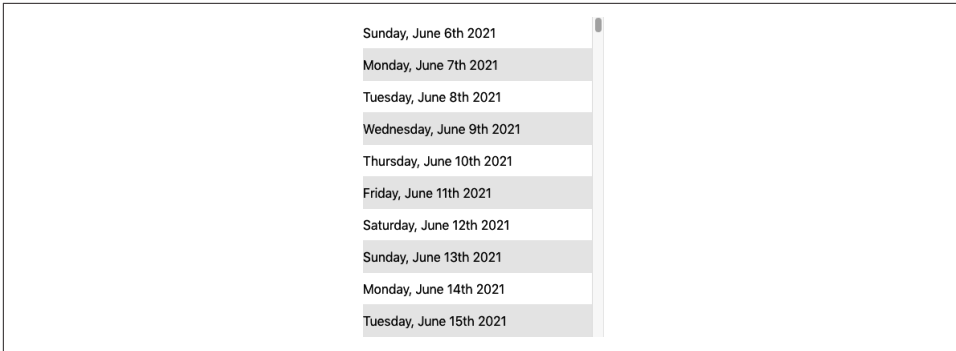 Sunday, June 6th 2021
Monday, June 7th 2021
Tuesday, June 8th 2021
Wednesday, June 9th 2021
Thursday, June 10th 2021
Friday, June 11th 2021
Saturday, June 12th 2021
Sunday, June 13th 2021
Monday, June 14th 2021
Tuesday, June 15th 2021